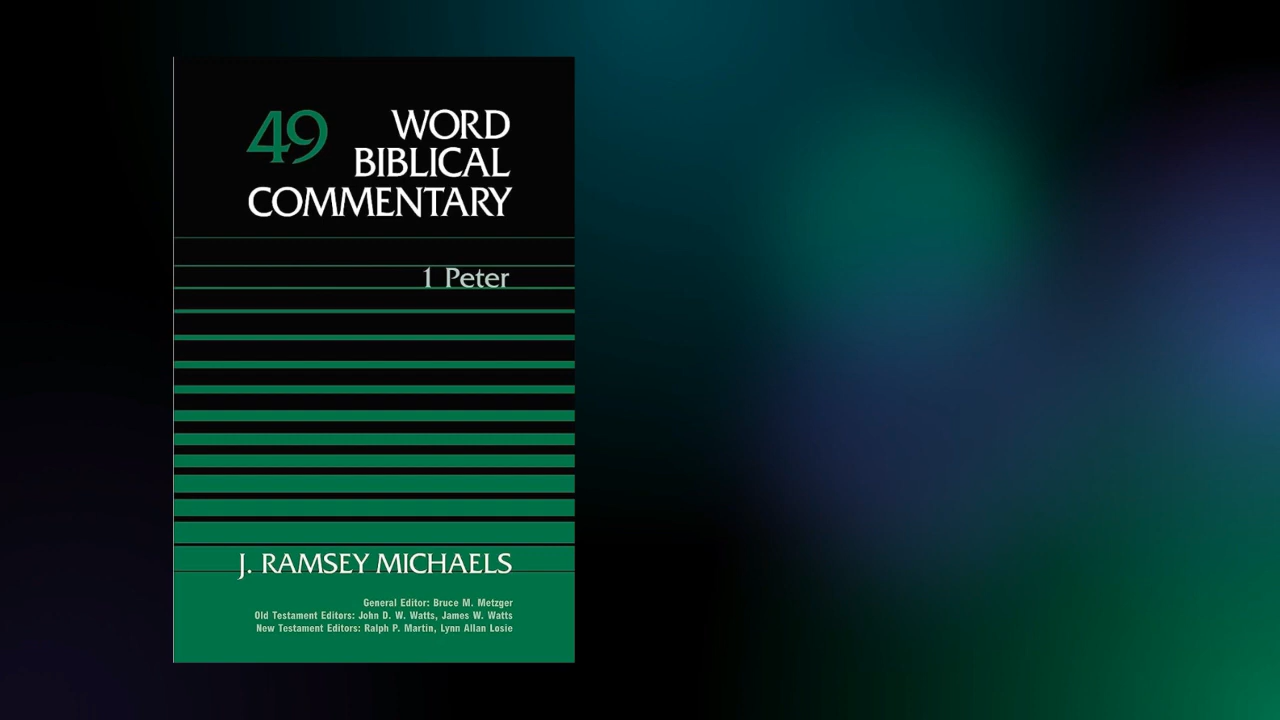 49 WORD
BIBLICAL
COMMENTARY
1 Peter
J. RAMSEY MICHAELS
General Editor: Bruce M. Metzger
Old Testament Editors: John D. W. Watts, James W. Watts
New Testament Editors: Ralph P. Martin, Lynn Allan Losie